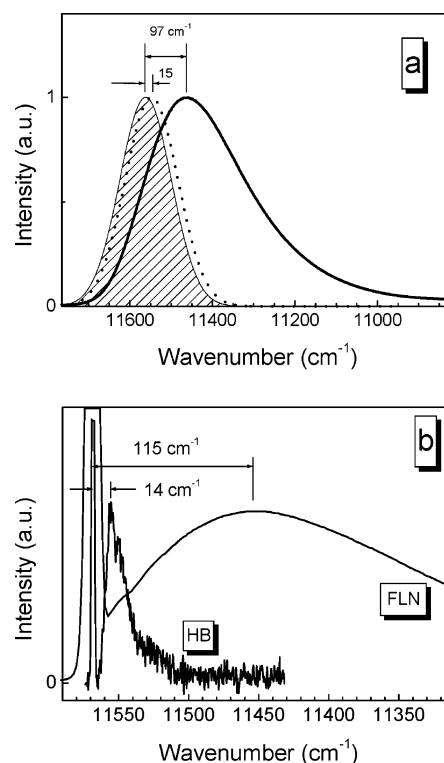 97 cm⁻¹
15
a
1
Intensity (a.u.)
0
11600 11400 11200 11000
Wavenumber (cm⁻¹)
b
115 cm⁻¹
14 cm⁻¹
Intensity (a.u.)
FLN
HB
0
11550 11500 11450 11400 11350
Wavenumber (cm⁻¹)